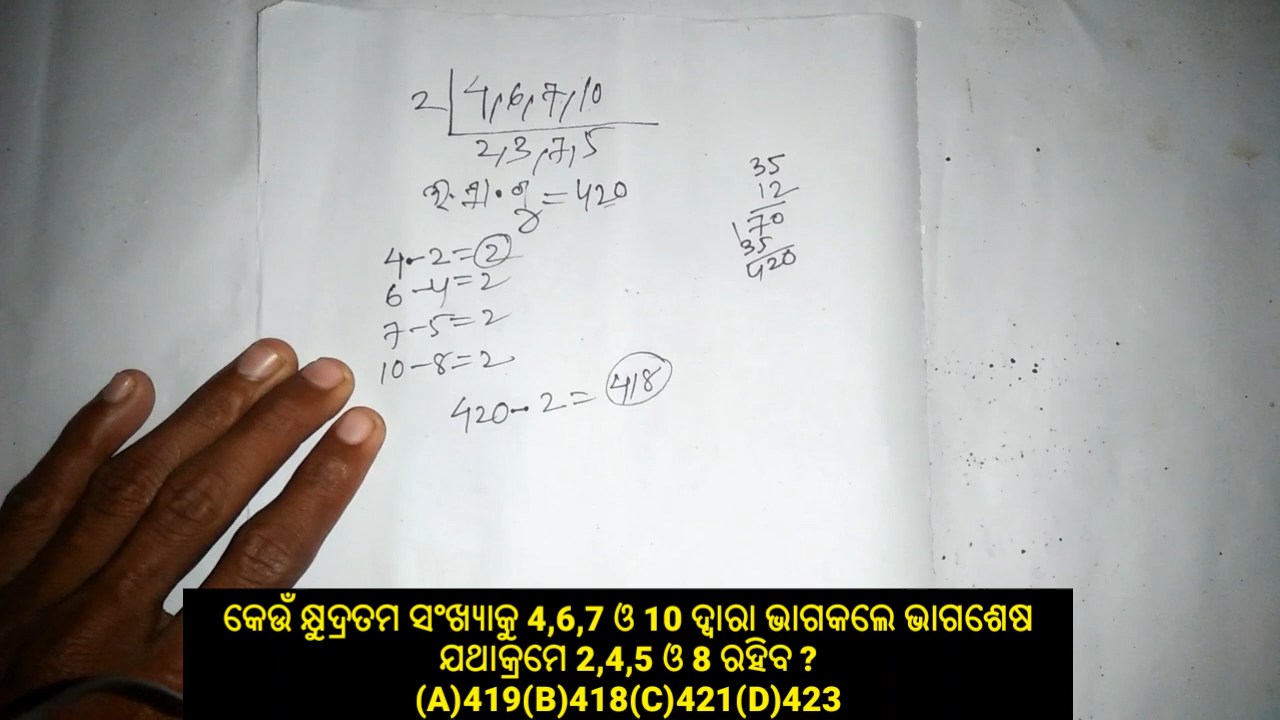 2 | 4,6,7,10
2,3,7,5
ଲ.ସା.ଗୁ = 420
4-2=2
6-4=2
7-5=2
10-8=2
420-2=418
35
12
70
35
420
କେଉଁ କ୍ଷୁଦ୍ରତମ ସଂଖ୍ୟାକୁ 4,6,7 ଓ 10 ଦ୍ୱାରା ଭାଗକଲେ ଭାଗଶେଷ
ଯଥାକ୍ରମେ 2,4,5 ଓ 8 ରହିବ ?
(A)419(B)418(C)421(D)423